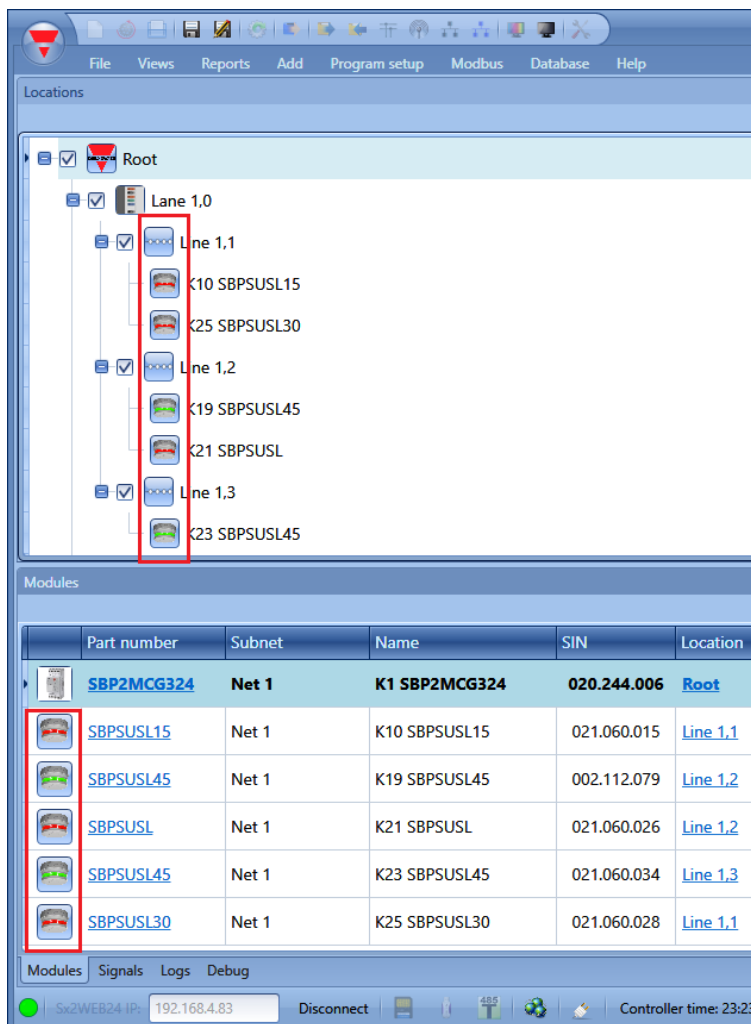 File Views Reports Add Program setup Modbus Database Help
Locations
Root
Lane 1,0
Line 1,1
K10 SBPSUSL15
K25 SBPSUSL30
Line 1,2
K19 SBPSUSL45
K21 SBPSUSL
Line 1,3
K23 SBPSUSL45
Modules
Part number Subnet Name SIN Location
SBP2MCG324 Net 1 K1 SBP2MCG324 020.244.006 Root
SBPSUSL15 Net 1 K10 SBPSUSL15 021.060.015 Line 1,1
SBPSUSL45 Net 1 K19 SBPSUSL45 002.112.079 Line 1,2
SBPSUSL Net 1 K21 SBPSUSL 021.060.026 Line 1,2
SBPSUSL45 Net 1 K23 SBPSUSL45 021.060.034 Line 1,3
SBPSUSL30 Net 1 K25 SBPSUSL30 021.060.028 Line 1,1
Modules Signals Logs Debug
Sx2WEB24 IP: 192.168.4.83 Disconnect 485 Controller time: 23:23